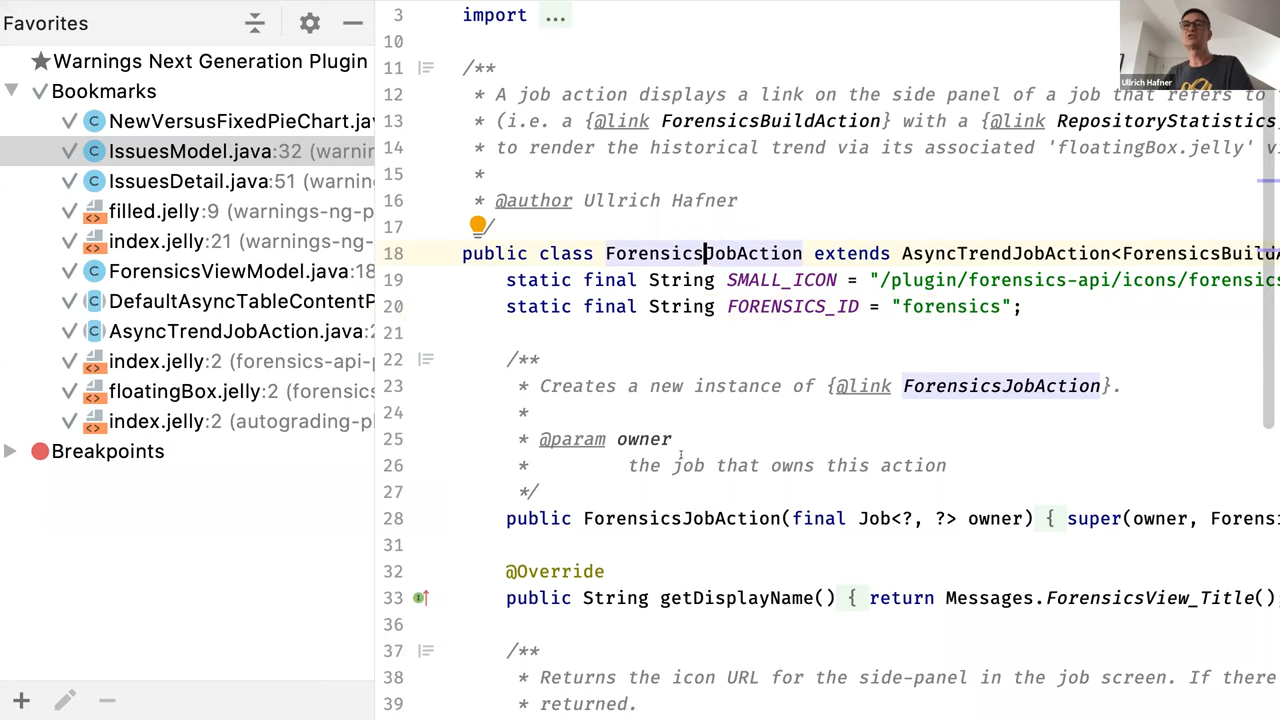 Favorites
Warnings Next Generation Plugin
Bookmarks
NewVersusFixedPieChart.jav
IssuesModel.java:32 (warnin
IssuesDetail.java:51 (warning
filled.jelly:9 (warnings-ng-p
index.jelly:21 (warnings-ng-
ForensicsViewModel.java:18
DefaultAsyncTableContentP
AsyncTrendJobAction.java:2
index.jelly:2 (forensics-api-p
floatingBox.jelly:2 (forensics
index.jelly:2 (autograding-pl
Breakpoints
3 import ...
10
11 /**
12 * A job action displays a link on the side panel of a job that refers to
13 * (i.e. a {@link ForensicsBuildAction} with a {@link RepositoryStatistics
14 * to render the historical trend via its associated 'floatingBox.jelly' vi
15 *
16 * @author Ullrich Hafner
17 */
18 public class ForensicsJobAction extends AsyncTrendJobAction<ForensicsBuildA
19 static final String SMALL_ICON = "/plugin/forensics-api/icons/forensics
20 static final String FORENSICS_ID = "forensics";
21
22 /**
23 * Creates a new instance of {@link ForensicsJobAction}.
24 *
25 * @param owner
26 * the job that owns this action
27 */
28 public ForensicsJobAction(final Job<?, ?> owner) { super(owner, Forensi
31
32 @Override
33 public String getDisplayName() { return Messages.ForensicsView_Title();
36
37 /**
38 * Returns the icon URL for the side-panel in the job screen. If there
39 * returned.
Ullrich Hafner